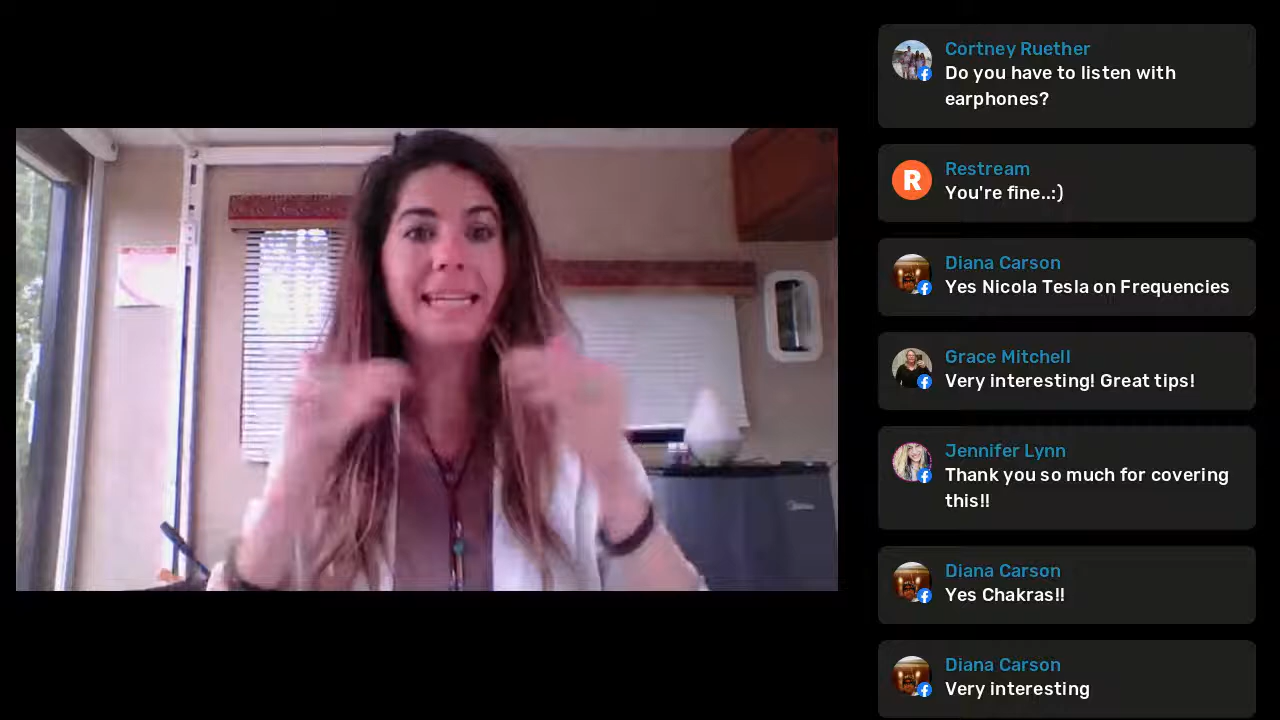 Cortney Ruether
Do you have to listen with
earphones?
R
Restream
You're fine..:)
Diana Carson
Yes Nicola Tesla on Frequencies
Grace Mitchell
Very interesting! Great tips!
Jennifer Lynn
Thank you so much for covering
this!!
Diana Carson
Yes Chakras!!
Diana Carson
Very interesting